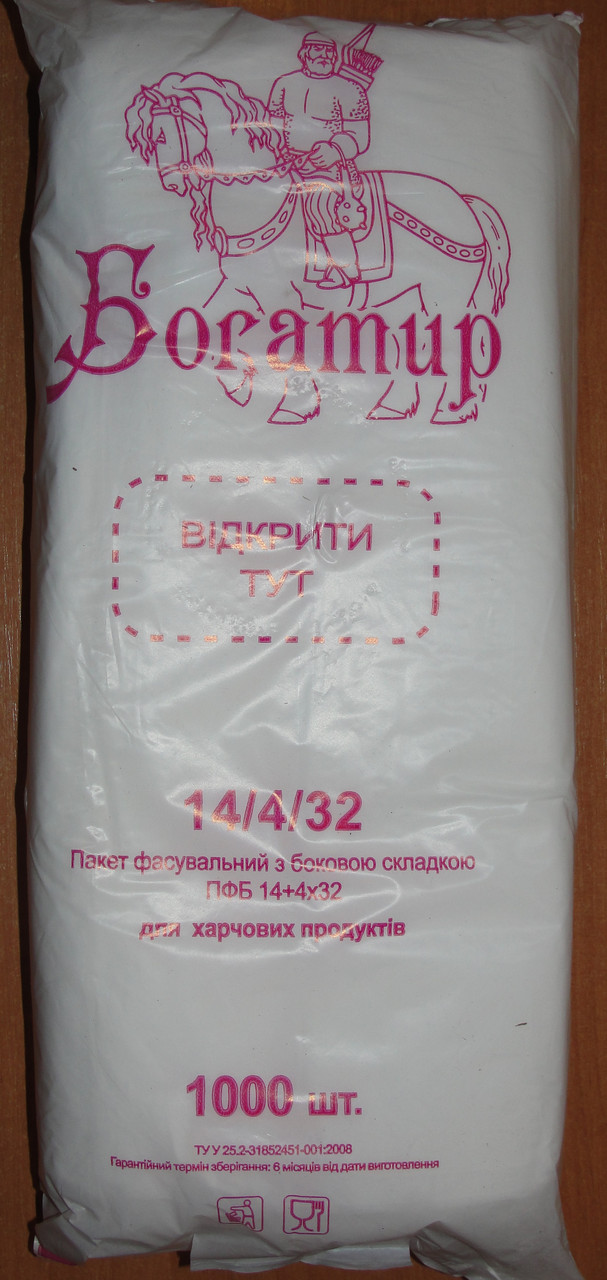 Богатир
ВІДКРИТИ
ТУТ
14/4/32
Пакет фасувальний з боковою складкою
ПФБ 14+4х32
для харчових продуктів
1000 шт.
ТУ У 25.2-31852451-001:2008
Гарантійний термін зберігання: 6 місяців від дати виготовлення